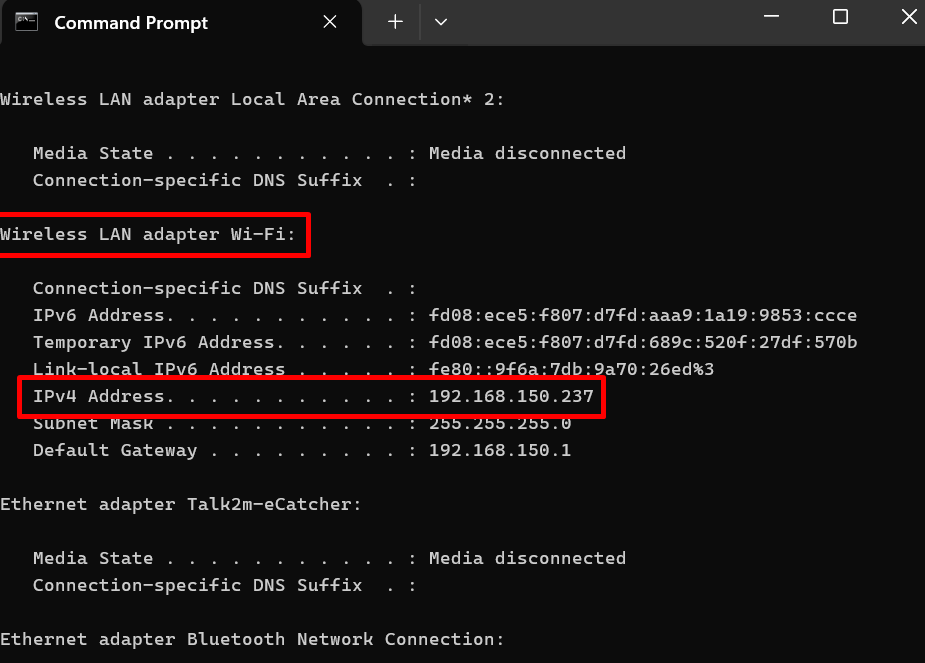 Command Prompt
Wireless LAN adapter Local Area Connection* 2:
Media State . . . . . . . . . . . : Media disconnected
Connection-specific DNS Suffix  . :
Wireless LAN adapter Wi-Fi:
Connection-specific DNS Suffix  . :
IPv6 Address. . . . . . . . . . . : fd08:ece5:f807:d7fd:aaa9:1a19:9853:ccce
Temporary IPv6 Address. . . . . . : fd08:ece5:f807:d7fd:689c:520f:27df:570b
Link-local IPv6 Address . . . . . : fe80::9f6a:7db:9a70:26ed%3
IPv4 Address. . . . . . . . . . . : 192.168.150.237
Subnet Mask . . . . . . . . . . . : 255.255.255.0
Default Gateway . . . . . . . . . : 192.168.150.1
Ethernet adapter Talk2m-eCatcher:
Media State . . . . . . . . . . . : Media disconnected
Connection-specific DNS Suffix  . :
Ethernet adapter Bluetooth Network Connection: